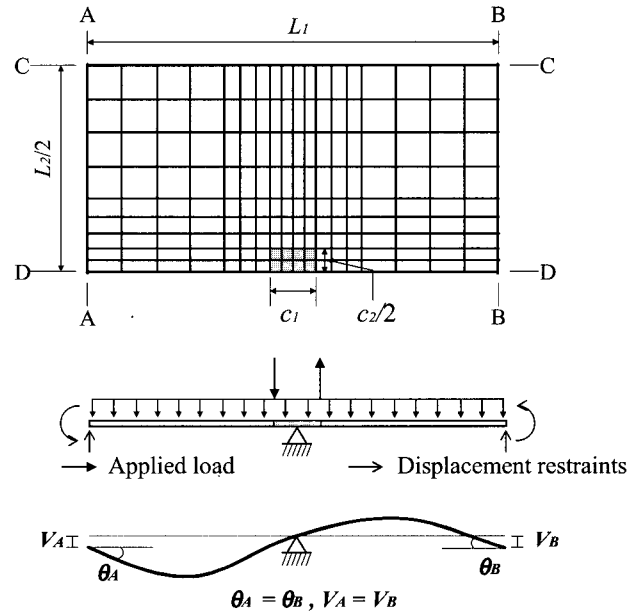 A B
L1
C C
L2/2
D D
A B
c1 c2/2
Applied load Displacement restraints
VA VB
θA θB
θA = θB , VA = VB